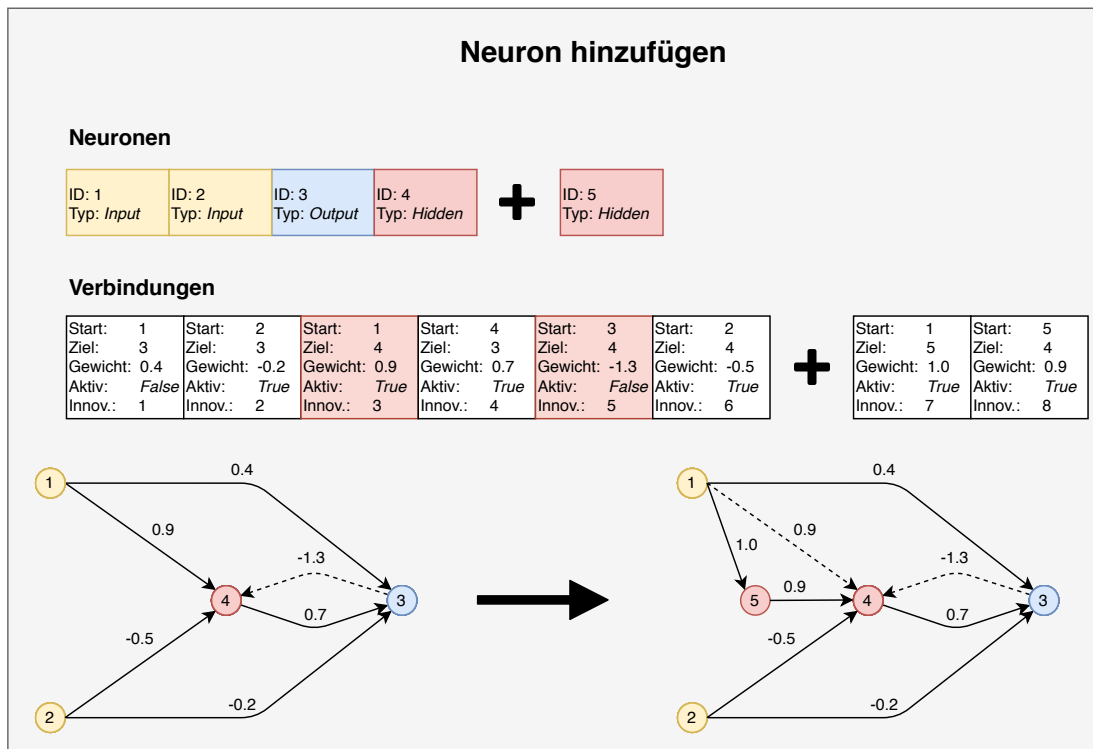 Neuron hinzufügen
Neuronen
ID: 1 ID: 2 ID: 3 ID: 4 ID: 5
Typ: Input Typ: Input Typ: Output Typ: Hidden Typ: Hidden
Verbindungen
Start: 1 Start: 2 Start: 1 Start: 4 Start: 3 Start: 2 Start: 1 Start: 5
Ziel: 3 Ziel: 3 Ziel: 4 Ziel: 3 Ziel: 4 Ziel: 4 Ziel: 5 Ziel: 4
Gewicht: 0.4 Gewicht: -0.2 Gewicht: 0.9 Gewicht: 0.7 Gewicht: -1.3 Gewicht: -0.5 Gewicht: 1.0 Gewicht: 0.9
Aktiv: False Aktiv: True Aktiv: True Aktiv: True Aktiv: False Aktiv: True Aktiv: True Aktiv: True
Innov.: 1 Innov.: 2 Innov.: 3 Innov.: 4 Innov.: 5 Innov.: 6 Innov.: 7 Innov.: 8
0.4
1
0.9
-1.3
4
3
0.7
-0.5
-0.2
2
0.4
1
0.9
1.0
-1.3
0.9
5
4
3
0.7
-0.5
-0.2
2